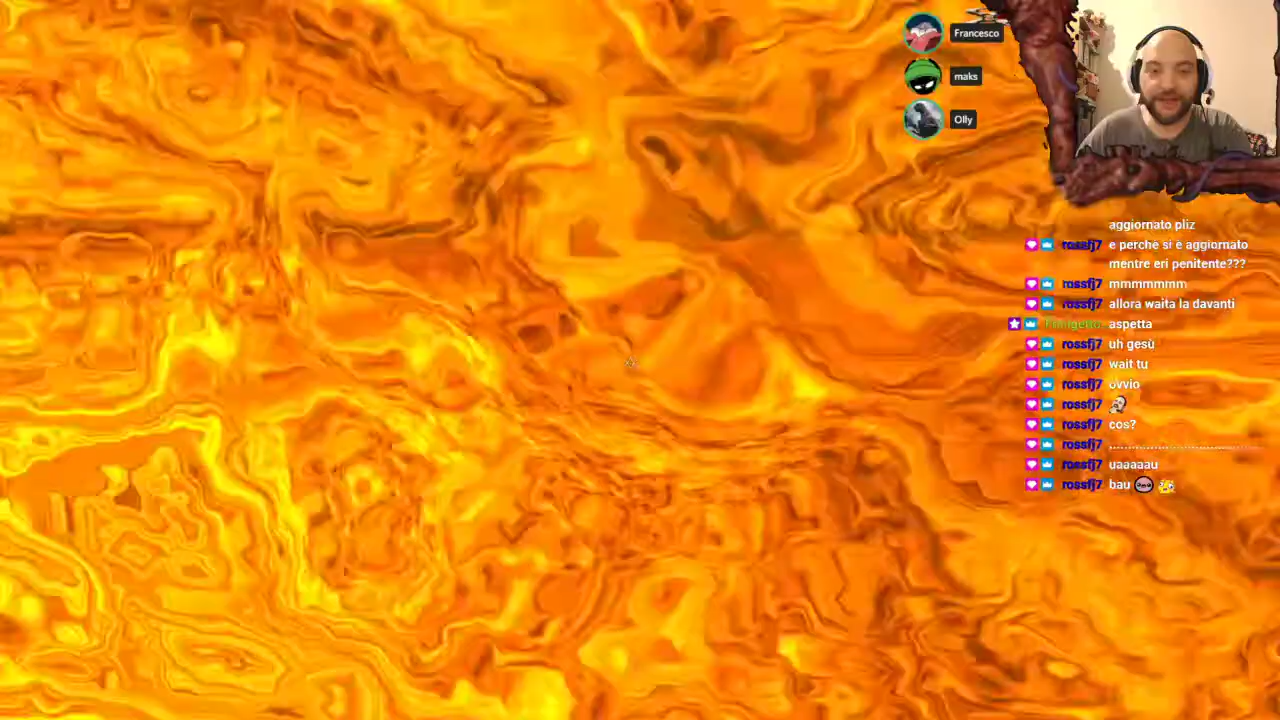 Francesco
maks
Olly
aggiornato pliz
rossfj7 e perchè si è aggiornato
mentre eri penitente???
rossfj7 mmmmmmm
rossfj7 allora waita la davanti
aspetta
rossfj7 uh gesù
rossfj7 wait tu
rossfj7 ovvio
rossfj7
rossfj7 cos?
rossfj7
rossfj7 uaaaaau
rossfj7 bau